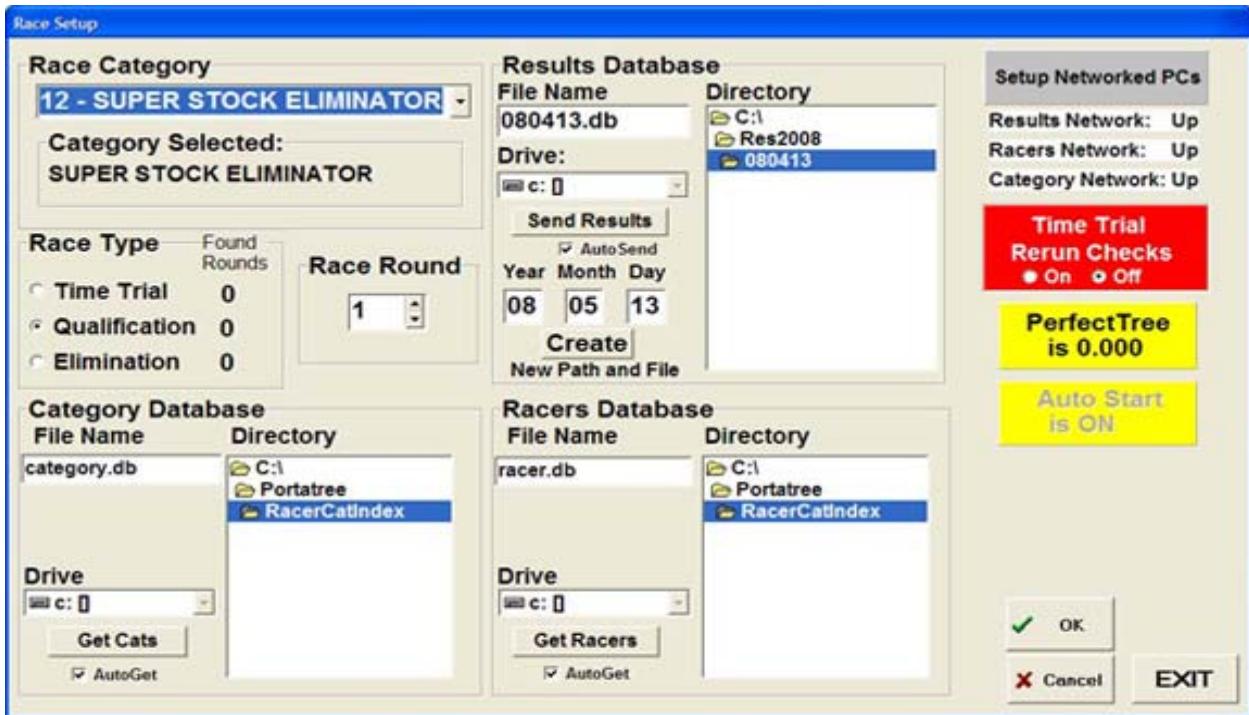 Race Setup
Race Category
12 - SUPER STOCK ELIMINATOR
Category Selected:
SUPER STOCK ELIMINATOR
Race Type
Found
Rounds
Time Trial 0
Qualification 0
Elimination 0
Race Round
1
Results Database
File Name
080413.db
Drive:
c: []
Send Results
AutoSend
Year Month Day
08 05 13
Create
New Path and File
Directory
C:\
Res2008
080413
Setup Networked PCs
Results Network: Up
Racers Network: Up
Category Network: Up
Time Trial
Rerun Checks
On Off
PerfectTree
is 0.000
Auto Start
is ON
Category Database
File Name
category.db
Drive
c: []
Get Cats
AutoGet
Directory
C:\
Portatree
RacerCatIndex
Racers Database
File Name
racer.db
Drive
c: []
Get Racers
AutoGet
Directory
C:\
Portatree
RacerCatIndex
OK
Cancel
EXIT